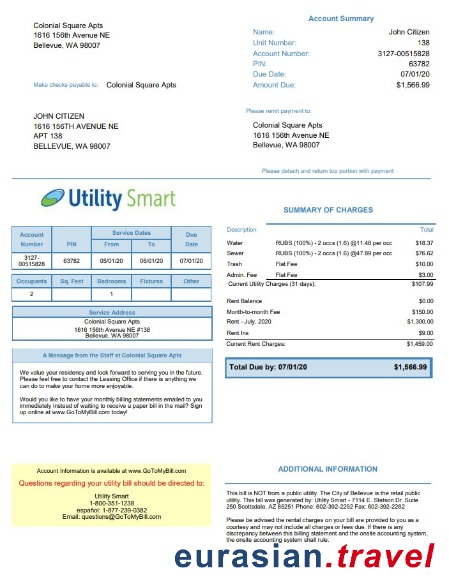 Colonial Square Apts
1616 156th Avenue NE
Bellevue, WA 98007
Account Summary
Name: John Citizen
Unit Number: 138
Account Number: 3127-00515828
PIN: 63782
Due Date: 07/01/20
Amount Due: $1,566.99
Make checks payable to: Colonial Square Apts
Please remit payment to:
JOHN CITIZEN
1616 156TH AVENUE NE
APT 138
BELLEVUE, WA 98007
Colonial Square Apts
1616 156th Avenue NE
Bellevue, WA 98007
Please detach and return top portion with payment
Utility Smart
Account Number PIN Service Dates From To Due Date
3127-00515828 63782 05/01/20 06/01/20 07/01/20
Occupants Sq. Feet Bedrooms Fixtures Other
2 1
Service Address
Colonial Square Apts
1616 156th Avenue NE #138
Bellevue, WA 98007
A Message from the Staff at Colonial Square Apts
We value your residency and look forward to serving you in the future.
Please feel free to contact the Leasing Office if there is anything we
can do to make your home more enjoyable.
Would you like to have your monthly billing statements emailed to you
immediately instead of waiting to receive a paper bill in the mail? Sign
up online at www.GoToMyBill.com today!
SUMMARY OF CHARGES
Description Total
Water RUBS (100%) - 2 occs (1.6) @11.48 per occ $18.37
Sewer RUBS (100%) - 2 occs (1.6) @47.89 per occ $76.62
Trash Flat Fee $10.00
Admin. Fee Flat Fee $3.00
Current Utility Charges (31 days): $107.99
Rent Balance $0.00
Month-to-month Fee $150.00
Rent - July, 2020 $1,300.00
Rent Ins $9.00
Current Rent Charges: $1,459.00
Total Due by: 07/01/20 $1,566.99
Account Information is available at www.GoToMyBill.com
Questions regarding your utility bill should be directed to:
Utility Smart
1-800-351-1238
español: 1-877-239-0382
Email: questions@GoToMyBill.com
ADDITIONAL INFORMATION
This bill is NOT from a public utility. The City of Bellevue is the retail public
utility. This bill was generated by: Utility Smart - 7114 E. Stetson Dr. Suite
250 Scottsdale, AZ 85251 Phone: 602-392-2292 Fax: 602-392-2262
Please be advised the rental charges on your bill are provided to you as a
courtesy and may not include all charges or fees due. If there is any
discrepancy between this billing statement and the onsite accounting system,
the onsite accounting system shall rule.
eurasian.travel